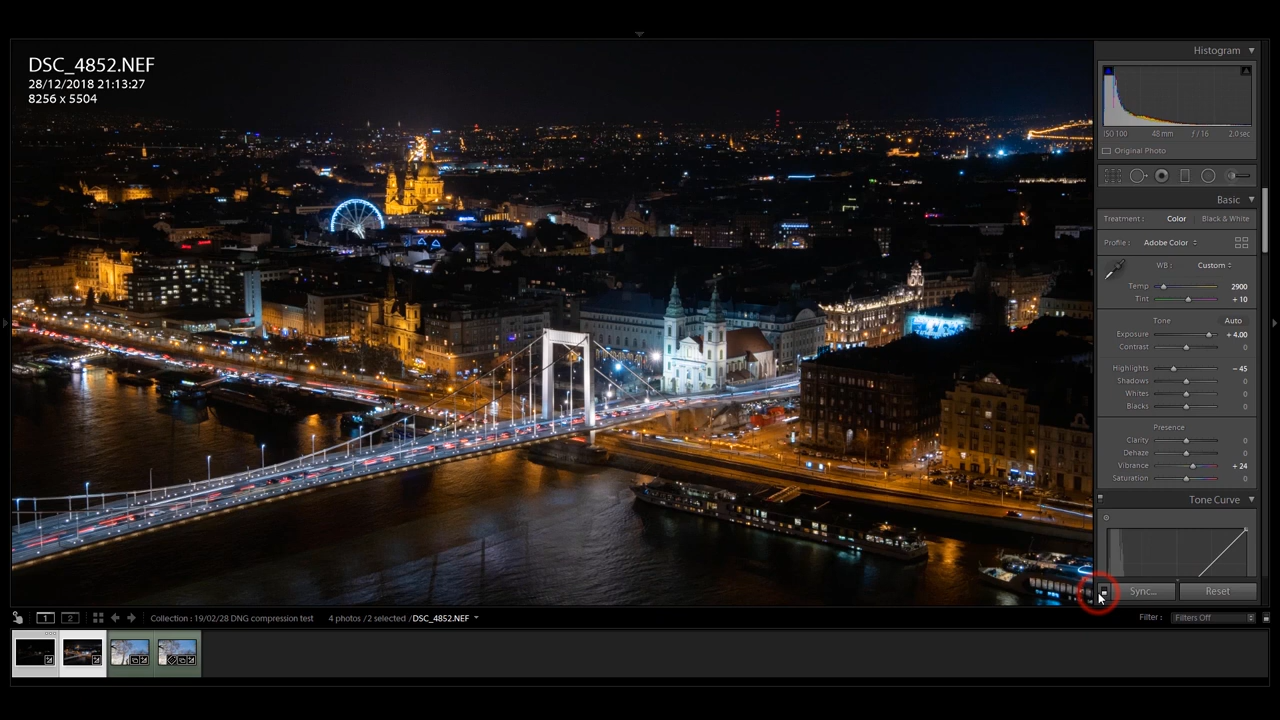 DSC_4852.NEF
28/12/2018 21:13:27
8256 x 5504
Histogram
ISO 100 48 mm ƒ / 16 2.0 sec
Original Photo
Basic
Treatment : Color Black & White
Profile : Adobe Color
WB : Custom
Temp 2900
Tint + 10
Tone Auto
Exposure + 4.00
Contrast 0
Highlights − 45
Shadows 0
Whites 0
Blacks 0
Presence
Clarity 0
Dehaze 0
Vibrance + 24
Saturation 0
Tone Curve
Sync... Reset
1 2 Collection : 19/02/28 DNG compression test 4 photos / 2 selected / DSC_4852.NEF Filter : Filters Off